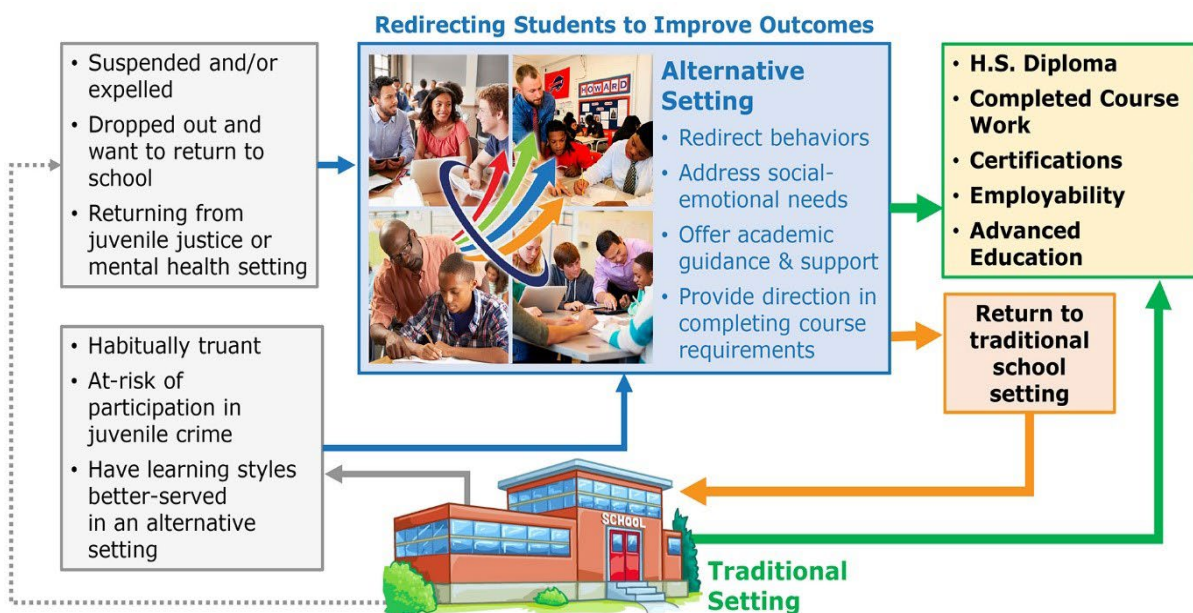 Redirecting Students to Improve Outcomes
• Suspended and/or
expelled
• Dropped out and
want to return to
school
• Returning from
juvenile justice or
mental health setting
• Habitually truant
• At-risk of
participation in
juvenile crime
• Have learning styles
better-served
in an alternative
setting
HOWARD
Alternative
Setting
• Redirect behaviors
• Address social-
emotional needs
• Offer academic
guidance & support
• Provide direction in
completing course
requirements
• H.S. Diploma
• Completed Course
Work
• Certifications
• Employability
• Advanced
Education
Return to
traditional
school
setting
SCHOOL
Traditional
Setting